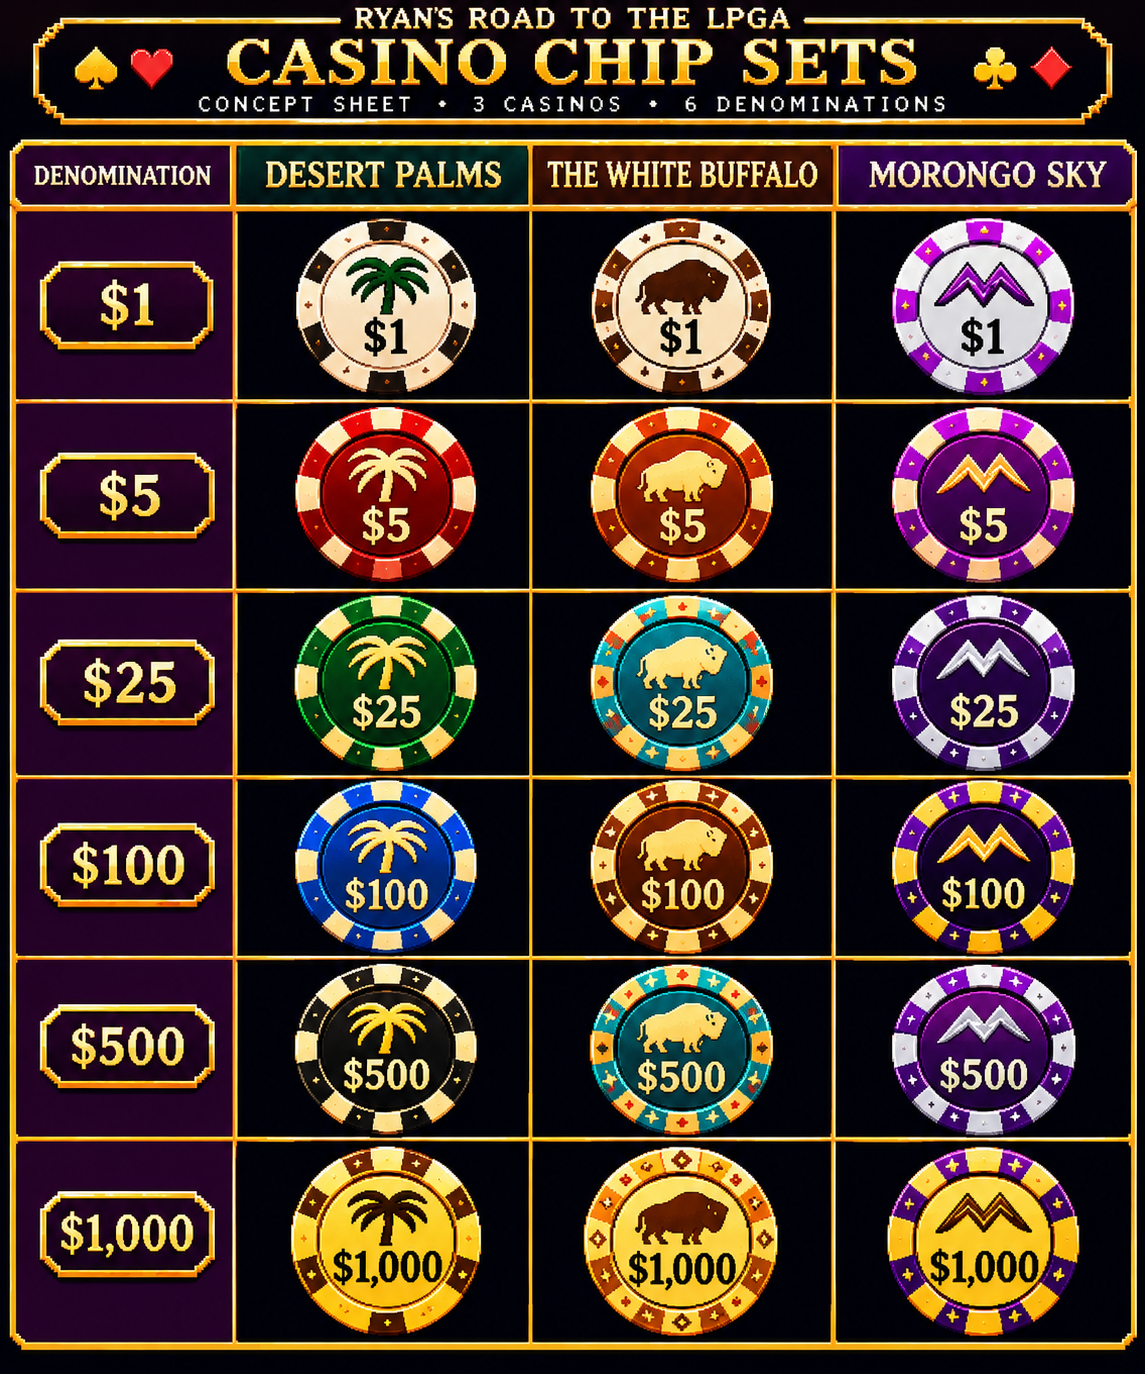 RYAN'S ROAD TO THE LPGA
CASINO CHIP SETS
CONCEPT SHEET • 3 CASINOS • 6 DENOMINATIONS
DENOMINATION DESERT PALMS THE WHITE BUFFALO MORONGO SKY
$1 $1 $1 $1
$5 $5 $5 $5
$25 $25 $25 $25
$100 $100 $100 $100
$500 $500 $500 $500
$1,000 $1,000 $1,000 $1,000